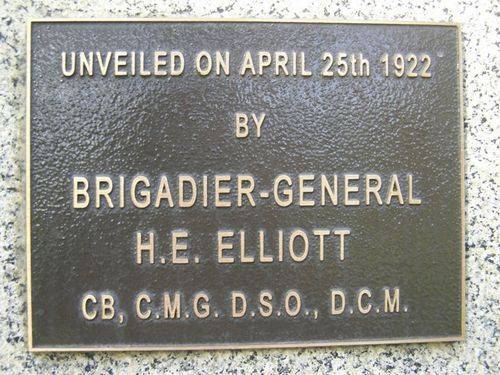 UNVEILED ON APRIL 25th 1922
BY
BRIGADIER-GENERAL
H.E. ELLIOTT
CB, C.M.G. D.S.O., D.C.M.